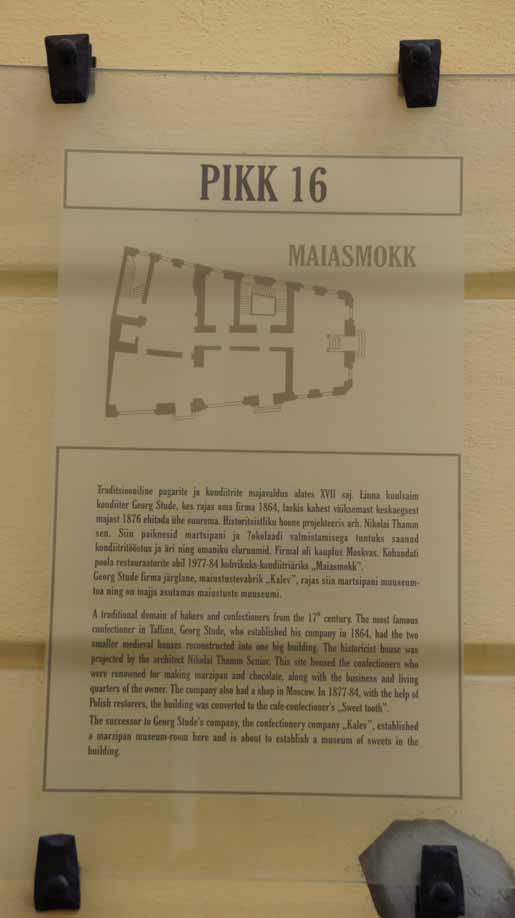 PIKK 16
MAIASMOKK
Traditsiooniline pagarite ja kondiitrite majavaldus alates XVII saj. Linna kuulsaim
kondiiter Georg Stude, kes rajas oma firma 1864, laskis kahest väiksemast keskaegsest
majast 1876 ehitada ühe suurema. Historitsistliku hoone projekteeris arh. Nikolai Thamm
sen. Siin paiknesid martsipani ja ?okolaadi valmistamisega tuntuks saanud
kondiitritööstus ja äri ning omaniku eluruumid. Firmal oli kauplus Moskvas. Kohandati
poola restauraatorite abil 1977-84 kohvikuks-kondiitriäriks „Maiasmokk”.
Georg Stude firma järglane, maiustustevabrik „Kalev”, rajas siia martsipani muuseum-
toa ning on majja asutamas maiustuste muuseumi.
A traditional domain of bakers and confectioners from the 17th century. The most famous
confectioner in Tallinn, Georg Stude, who established his company in 1864, had the two
smaller medieval houses reconstructed into one big building. The historicist house was
projected by the architect Nikolai Thamm Senior. This site housed the confectioners who
were renowned for making marzipan and chocolate, along with the business and living
quarters of the owner. The company also had a shop in Moscow. In 1877-84, with the help of
Polish restorers, the building was converted to the cafe-confectioner's „Sweet tooth”.
The successor to Georg Stude's company, the confectionery company „Kalev”, established
a marzipan museum-room here and is about to establish a museum of sweets in the
building.